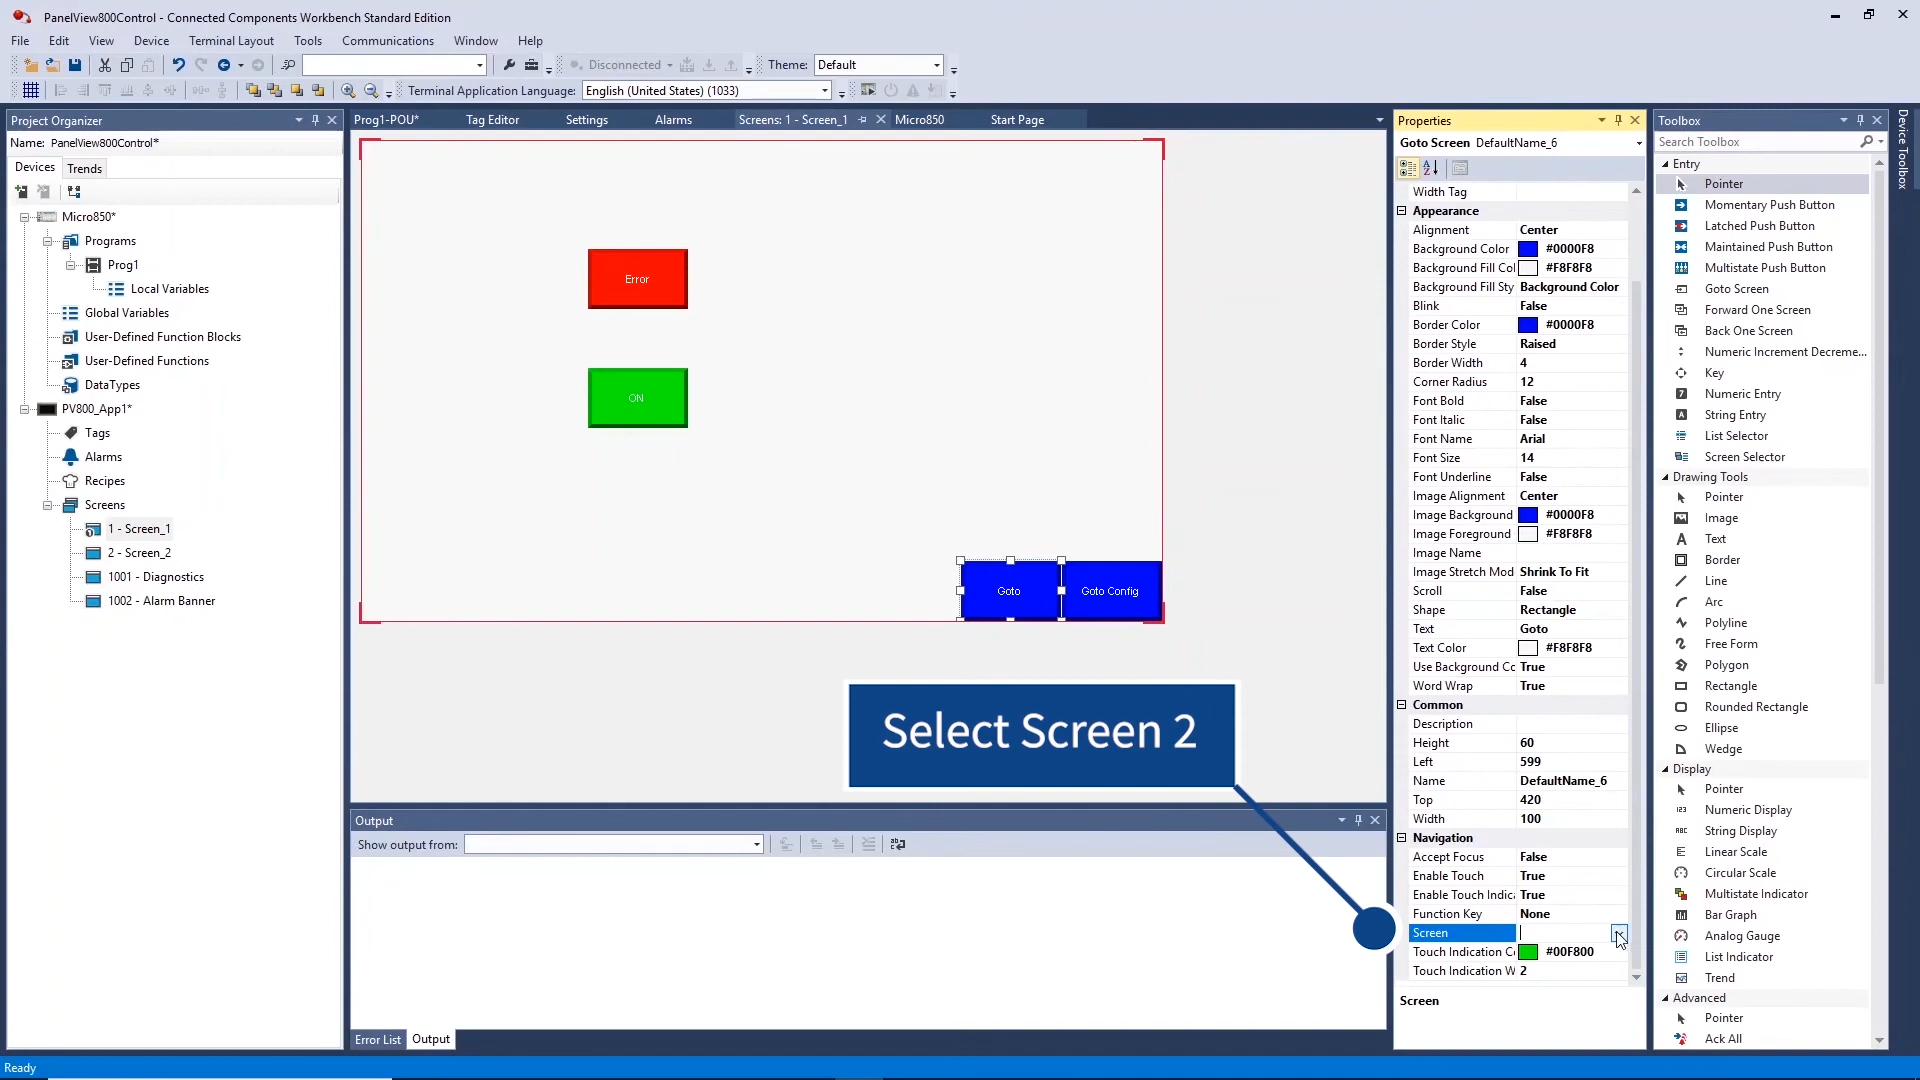 PanelView800Control - Connected Components Workbench Standard Edition
File Edit View Device Terminal Layout Tools Communications Window Help
Disconnected Theme: Default
Terminal Application Language: English (United States) (1033)
Project Organizer
Name: PanelView800Control*
Devices Trends
Micro850*
Programs
Prog1
Local Variables
Global Variables
User-Defined Function Blocks
User-Defined Functions
DataTypes
PV800_App1*
Tags
Alarms
Recipes
Screens
1 - Screen_1
2 - Screen_2
1001 - Diagnostics
1002 - Alarm Banner
Prog1-POU* Tag Editor Settings Alarms Screens: 1 - Screen_1 Micro850 Start Page
Error
ON
Goto
Goto Config
Select Screen 2
Output
Show output from:
Error List Output
Properties
Goto Screen DefaultName_6
Width Tag
Appearance
Alignment Center
Background Color #0000F8
Background Fill Col #F8F8F8
Background Fill Sty Background Color
Blink False
Border Color #0000F8
Border Style Raised
Border Width 4
Corner Radius 12
Font Bold False
Font Italic False
Font Name Arial
Font Size 14
Font Underline False
Image Alignment Center
Image Background #0000F8
Image Foreground #F8F8F8
Image Name
Image Stretch Mod Shrink To Fit
Scroll False
Shape Rectangle
Text Goto
Text Color #F8F8F8
Use Background Cc True
Word Wrap True
Common
Description
Height 60
Left 599
Name DefaultName_6
Top 420
Width 100
Navigation
Accept Focus False
Enable Touch True
Enable Touch Indica True
Function Key None
Screen
Touch Indication Co #00F800
Touch Indication W 2
Screen
Toolbox
Search Toolbox
Entry
Pointer
Momentary Push Button
Latched Push Button
Maintained Push Button
Multistate Push Button
Goto Screen
Forward One Screen
Back One Screen
Numeric Increment Decreme...
Key
Numeric Entry
String Entry
List Selector
Screen Selector
Drawing Tools
Pointer
Image
Text
Border
Line
Arc
Polyline
Free Form
Polygon
Rectangle
Rounded Rectangle
Ellipse
Wedge
Display
Pointer
Numeric Display
String Display
Linear Scale
Circular Scale
Multistate Indicator
Bar Graph
Analog Gauge
List Indicator
Trend
Advanced
Pointer
Ack All
Device Toolbox
Ready